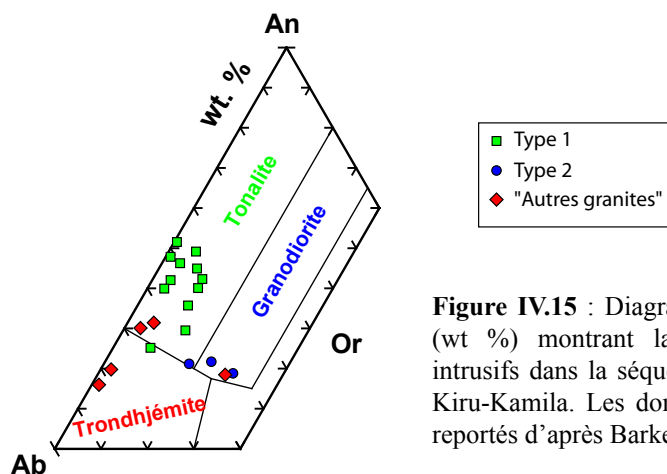 An
wt. %
Tonalite
Granodiorite
Trondhjémite
Or
Ab
Type 1
Type 2
"Autres granites"
Figure IV.15 : Diagra
(wt %) montrant la
intrusifs dans la séqu
Kiru-Kamila. Les don
reportés d'après Barke